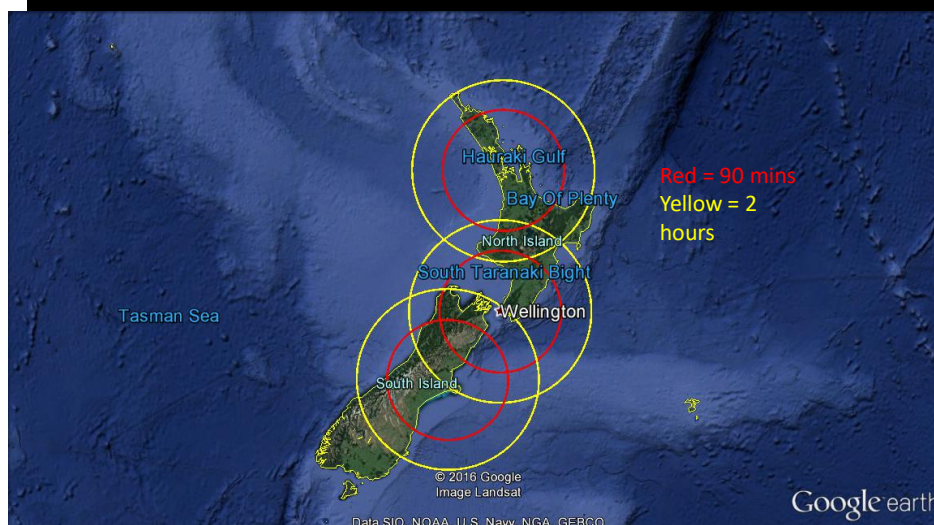 Hauraki Gulf
Red = 90 mins
Bay Of Plenty
Yellow = 2
hours
North Island
South Taranaki Bight
Tasman Sea
Wellington
South Island
© 2016 Google
Image Landsat
Google earth
Data SIO, NOAA, U.S. Navy, NGA, GEBCO